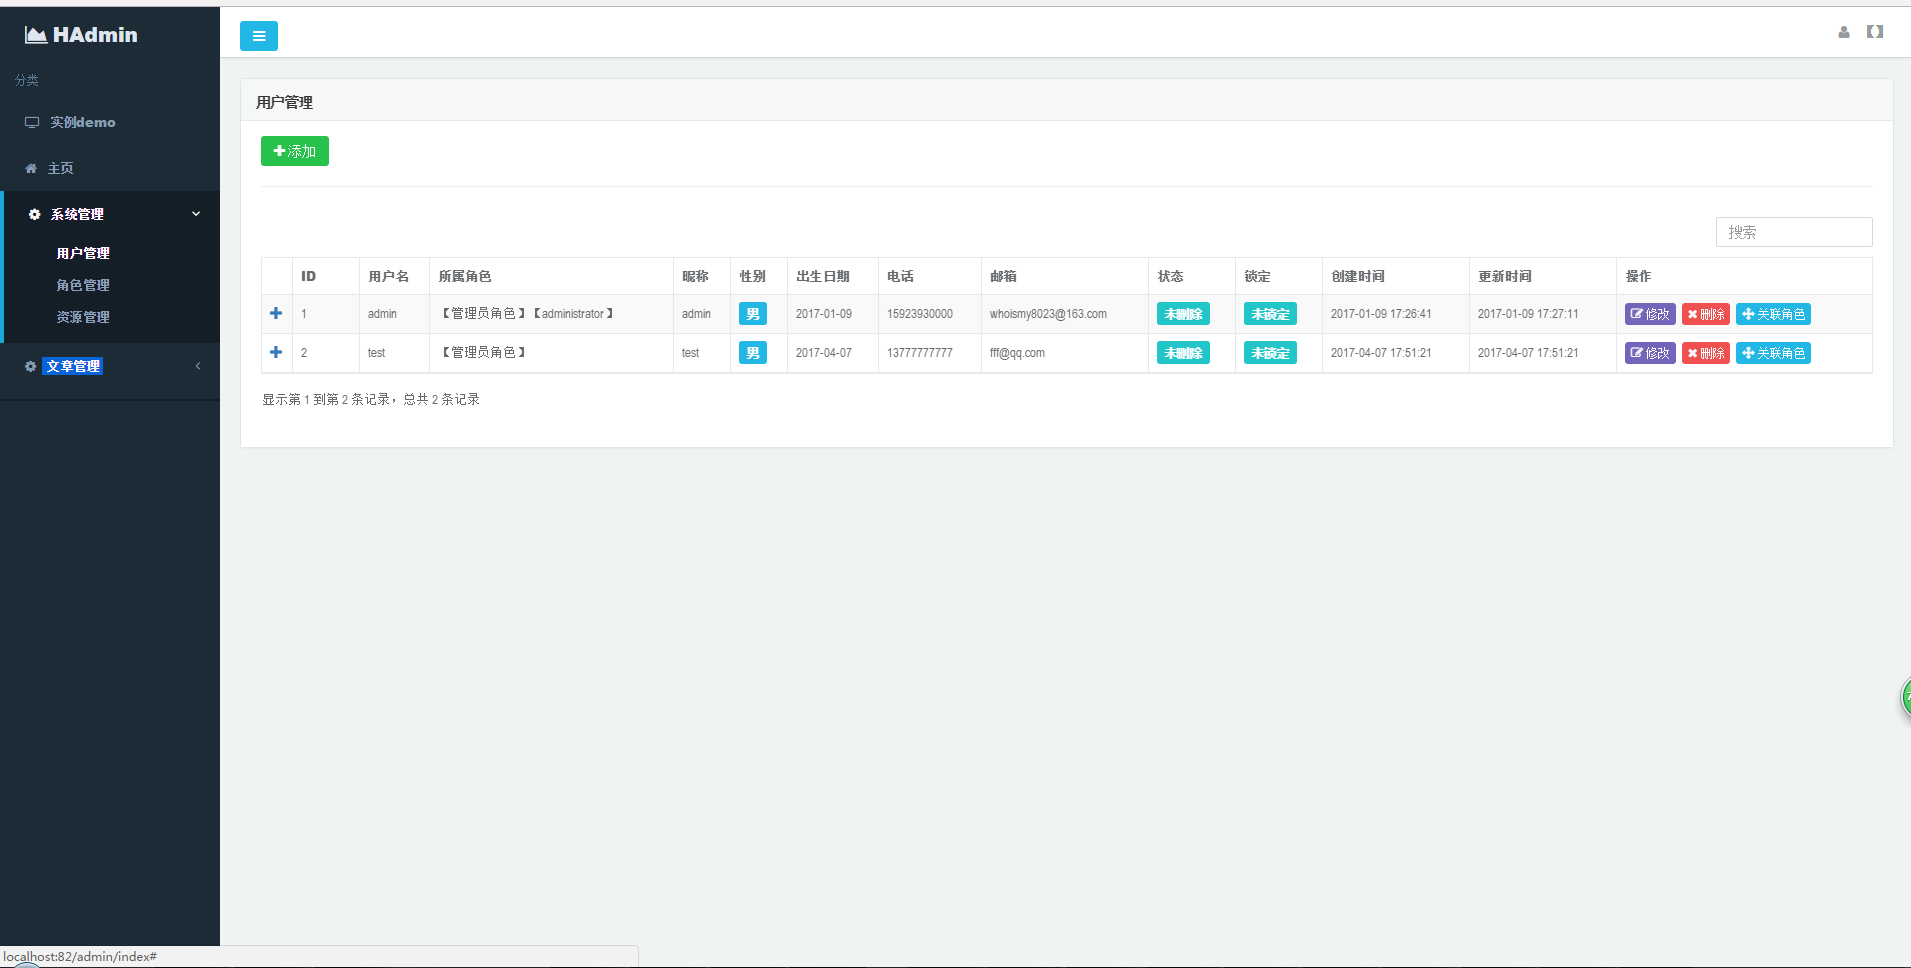 HAdmin
分类
实例demo
主页
系统管理
用户管理
角色管理
资源管理
文章管理
用户管理
添加
搜索
ID 用户名 所属角色 昵称 性别 出生日期 电话 邮箱 状态 锁定 创建时间 更新时间 操作
1 admin 【管理员角色】【administrator】 admin 男 2017-01-09 15923930000 whoismy8023@163.com 未删除 未锁定 2017-01-09 17:26:41 2017-01-09 17:27:11 修改 删除 关联角色
2 test 【管理员角色】 test 男 2017-04-07 13777777777 fff@qq.com 未删除 未锁定 2017-04-07 17:51:21 2017-04-07 17:51:21 修改 删除 关联角色
显示第 1 到第 2 条记录，总共 2 条记录
localhost:82/admin/index#